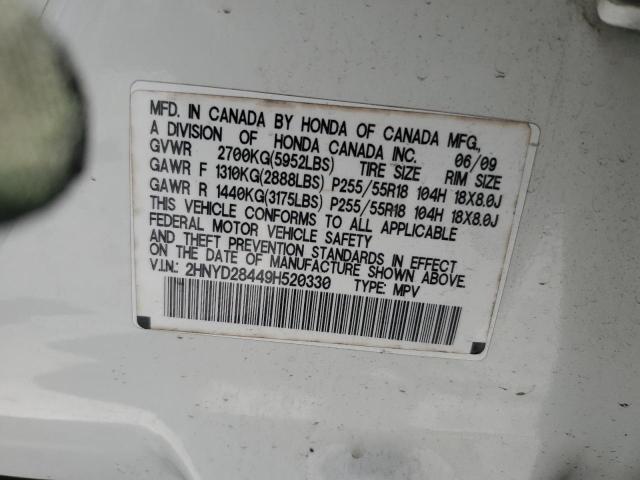 MFD. IN CANADA BY HONDA OF CANADA MFG.,
A DIVISION OF HONDA CANADA INC. 06/09
GVWR 2700KG(5952LBS) TIRE SIZE RIM SIZE
GAWR F 1310KG(2888LBS) P255/55R18 104H 18X8.0J
GAWR R 1440KG(3175LBS) P255/55R18 104H 18X8.0J
THIS VEHICLE CONFORMS TO ALL APPLICABLE
FEDERAL MOTOR VEHICLE SAFETY
AND THEFT PREVENTION STANDARDS IN EFFECT
ON THE DATE OF MANUFACTURE SHOWN ABOVE.
V.I.N.: 2HNYD28449H520330 TYPE: MPV